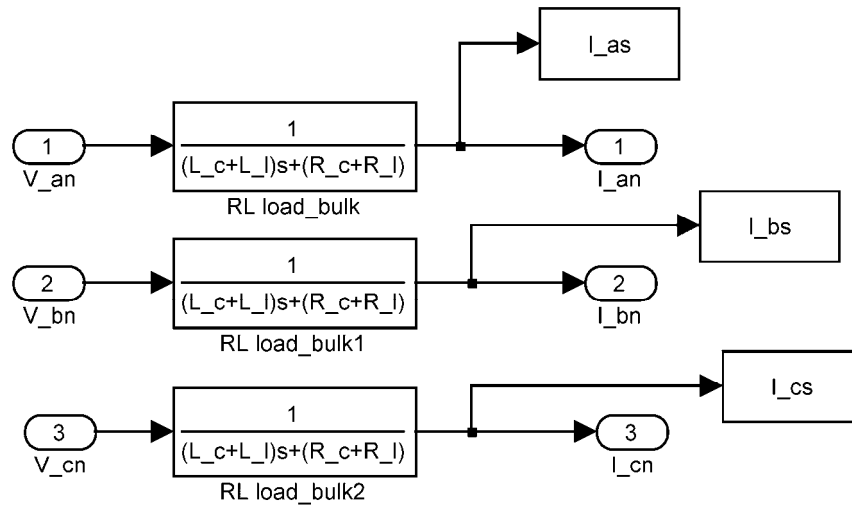 I_as
1
V_an
1
(L_c+L_l)s+(R_c+R_l)
RL load_bulk
1
I_an
I_bs
2
V_bn
1
(L_c+L_l)s+(R_c+R_l)
RL load_bulk1
2
I_bn
I_cs
3
V_cn
1
(L_c+L_l)s+(R_c+R_l)
RL load_bulk2
3
I_cn